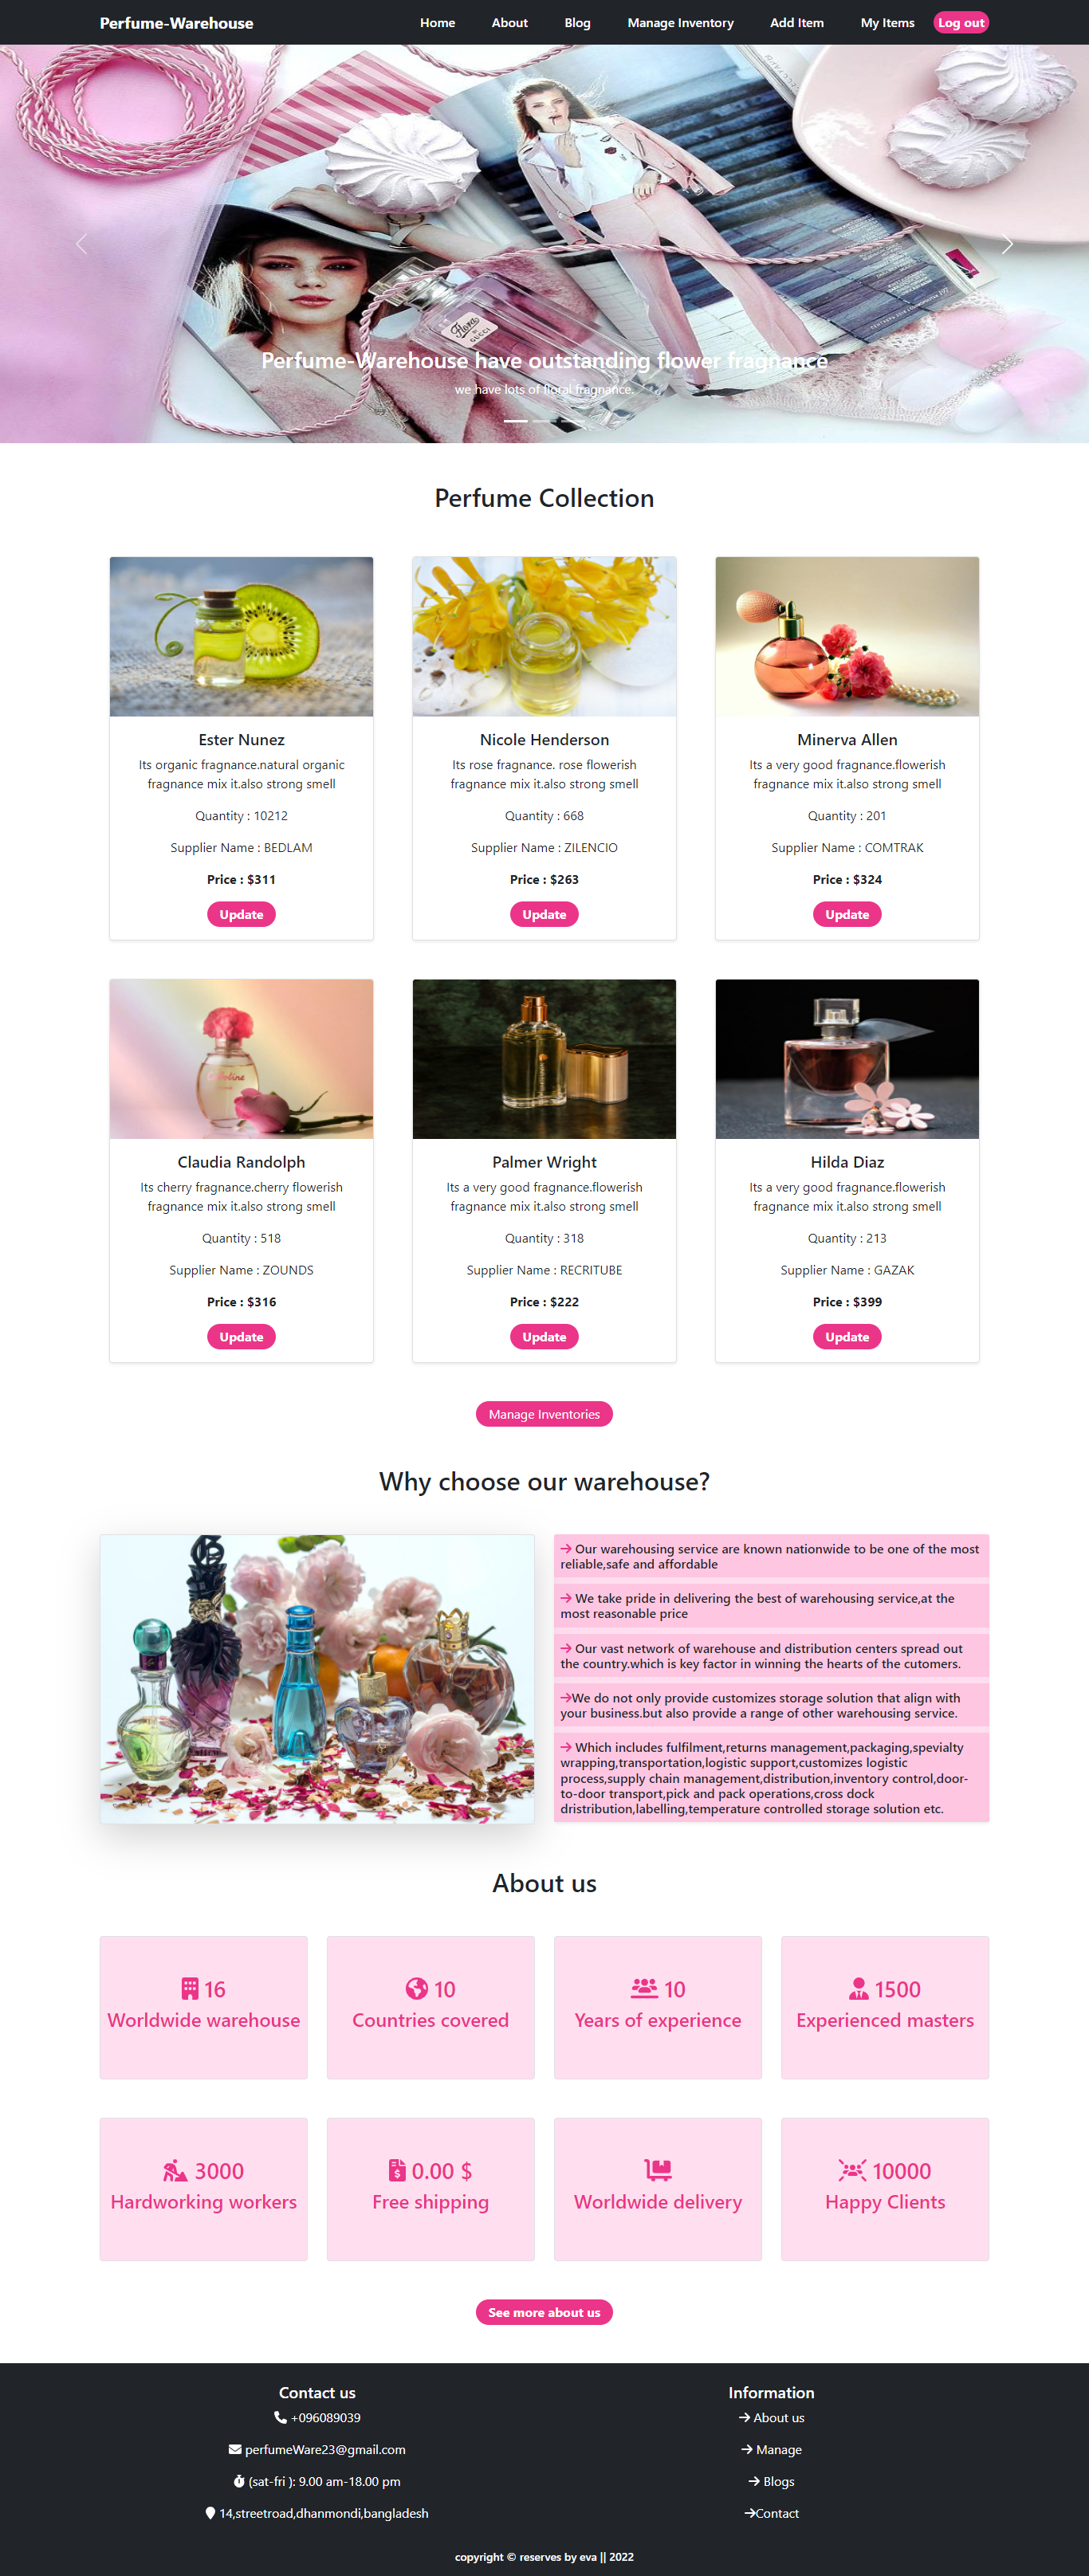 Perfume-Warehouse
Home About Blog Manage Inventory Add Item My Items Log out
Flora
by GUCCI
Perfume-Warehouse have outstanding flower fragnance
we have lots of floral fragnance.
Perfume Collection
Ester Nunez
Its organic fragnance.natural organic
fragnance mix it.also strong smell
Quantity : 10212
Supplier Name : BEDLAM
Price : $311
Update
Nicole Henderson
Its rose fragnance. rose flowerish
fragnance mix it.also strong smell
Quantity : 668
Supplier Name : ZILENCIO
Price : $263
Update
Minerva Allen
Its a very good fragnance.flowerish
fragnance mix it.also strong smell
Quantity : 201
Supplier Name : COMTRAK
Price : $324
Update
Claudia Randolph
Its cherry fragnance.cherry flowerish
fragnance mix it.also strong smell
Quantity : 518
Supplier Name : ZOUNDS
Price : $316
Update
Palmer Wright
Its a very good fragnance.flowerish
fragnance mix it.also strong smell
Quantity : 318
Supplier Name : RECRITUBE
Price : $222
Update
Hilda Diaz
Its a very good fragnance.flowerish
fragnance mix it.also strong smell
Quantity : 213
Supplier Name : GAZAK
Price : $399
Update
Manage Inventories
Why choose our warehouse?
→ Our warehousing service are known nationwide to be one of the most
reliable,safe and affordable
→ We take pride in delivering the best of warehousing service,at the
most reasonable price
→ Our vast network of warehouse and distribution centers spread out
the country.which is key factor in winning the hearts of the cutomers.
→We do not only provide customizes storage solution that align with
your business.but also provide a range of other warehousing service.
→ Which includes fulfilment,returns management,packaging,spevialty
wrapping,transportation,logistic support,customizes logistic
process,supply chain management,distribution,inventory control,door-
to-door transport,pick and pack operations,cross dock
dristribution,labelling,temperature controlled storage solution etc.
About us
16
Worldwide warehouse
10
Countries covered
10
Years of experience
1500
Experienced masters
3000
Hardworking workers
0.00 $
Free shipping
Worldwide delivery
10000
Happy Clients
See more about us
Contact us
+096089039
perfumeWare23@gmail.com
(sat-fri ): 9.00 am-18.00 pm
14,streetroad,dhanmondi,bangladesh
Information
→ About us
→ Manage
→ Blogs
→Contact
copyright © reserves by eva || 2022